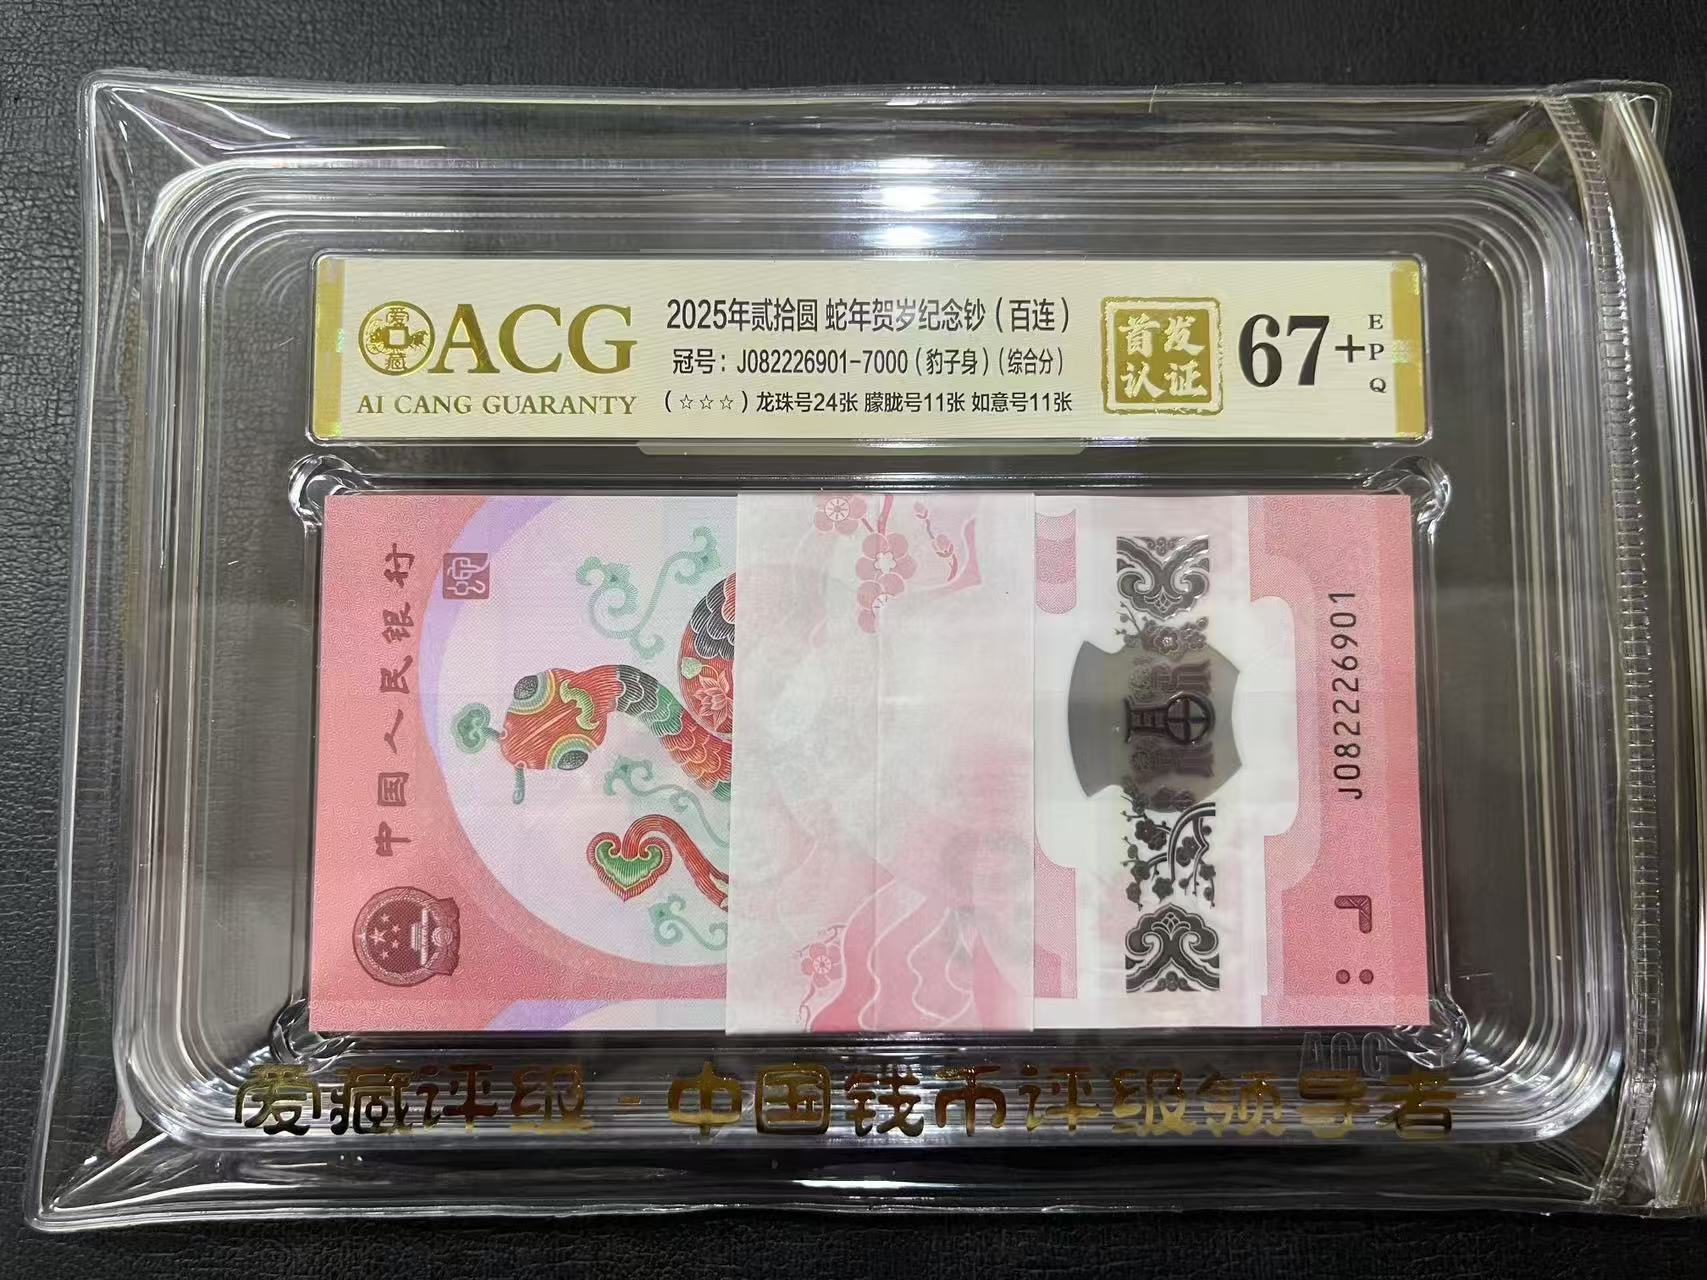 爱藏
ACG
AI CANG GUARANTY
2025年贰拾圆 蛇年贺岁纪念钞（百连）
冠号：J082226901-7000（豹子身）（综合分）
（☆☆☆）龙珠号24张 朦胧号11张 如意号11张
首发
认证
67+
EPQ
中国人民银行
J082226901
ACG
爱藏评级-中国钱币评级领导者